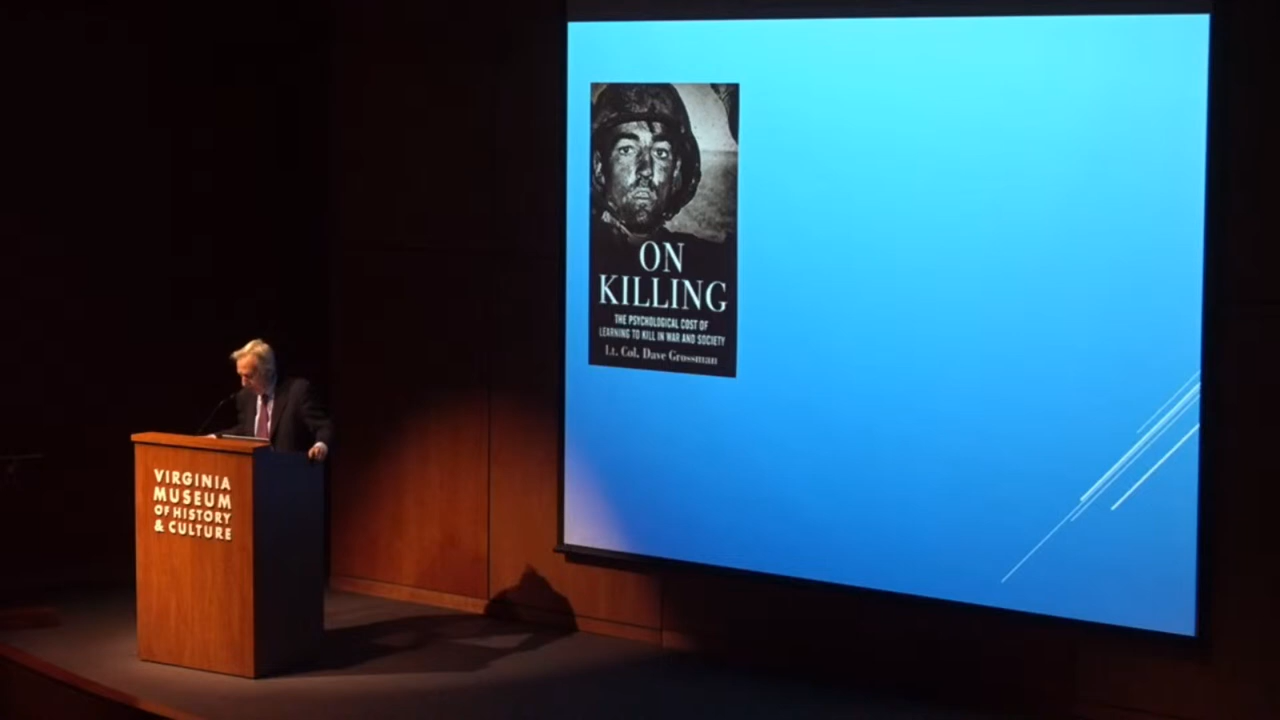 ON
KILLING
THE PSYCHOLOGICAL COST OF
LEARNING TO KILL IN WAR AND SOCIETY
Lt. Col. Dave Grossman
VIRGINIA
MUSEUM
OF HISTORY
& CULTURE